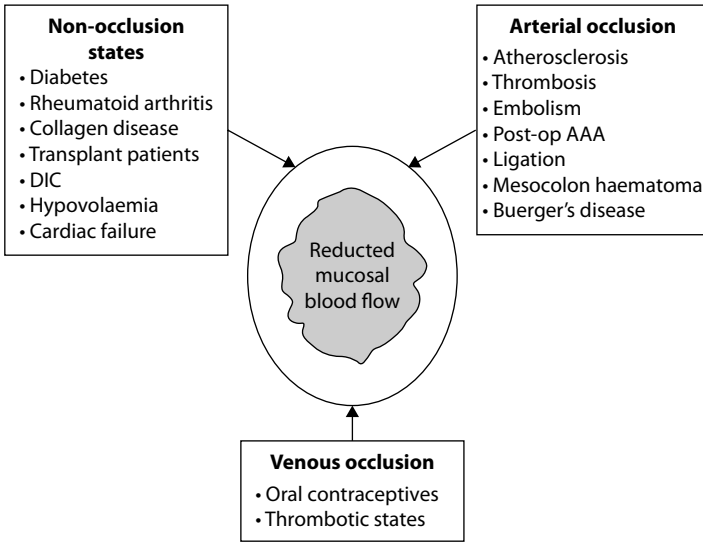 Non-occlusion
states
• Diabetes
• Rheumatoid arthritis
• Collagen disease
• Transplant patients
• DIC
• Hypovolaemia
• Cardiac failure
Arterial occlusion
• Atherosclerosis
• Thrombosis
• Embolism
• Post-op AAA
• Ligation
• Mesocolon haematoma
• Buerger's disease
Reducted
mucosal
blood flow
Venous occlusion
• Oral contraceptives
• Thrombotic states